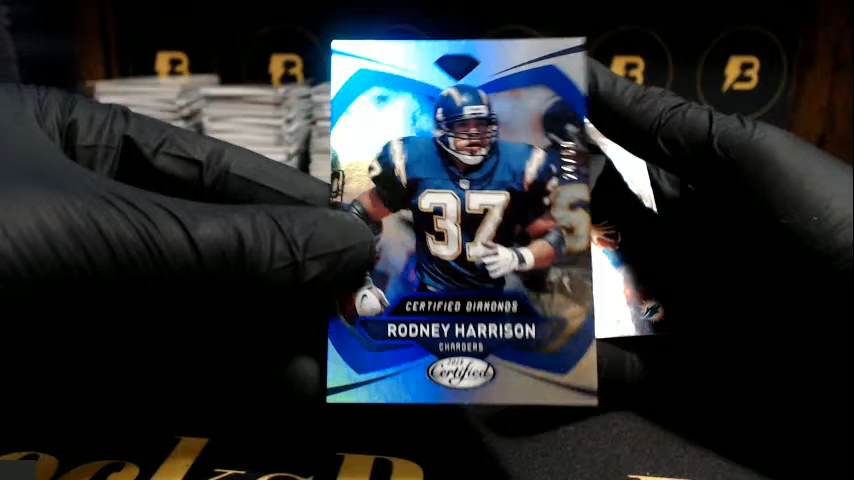 37
CERTIFIED DIAMONDS
RODNEY HARRISON
CHARGERS
Certified